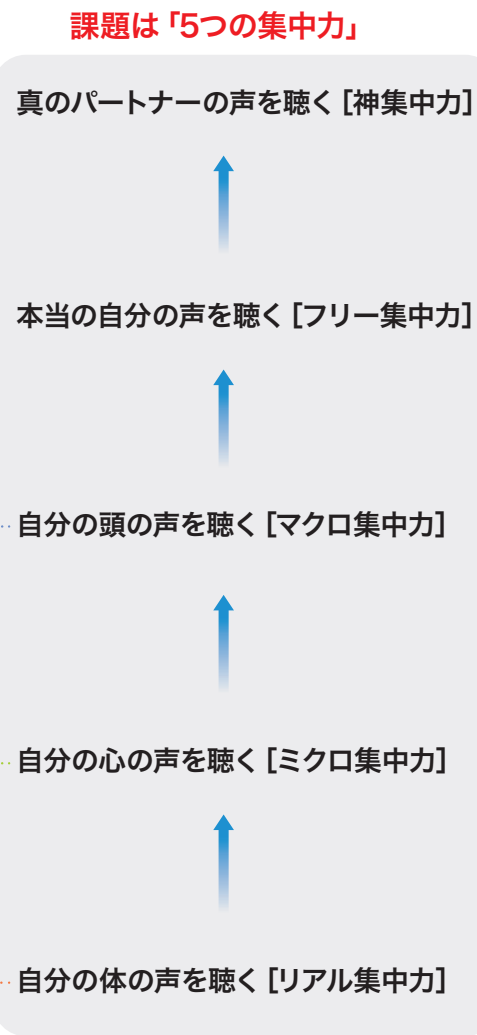 課題は「5つの集中力」
真のパートナーの声を聴く[神集中力]
本当の自分の声を聴く[フリー集中力]
自分の頭の声を聴く[マクロ集中力]
自分の心の声を聴く[ミクロ集中力]
自分の体の声を聴く[リアル集中力]